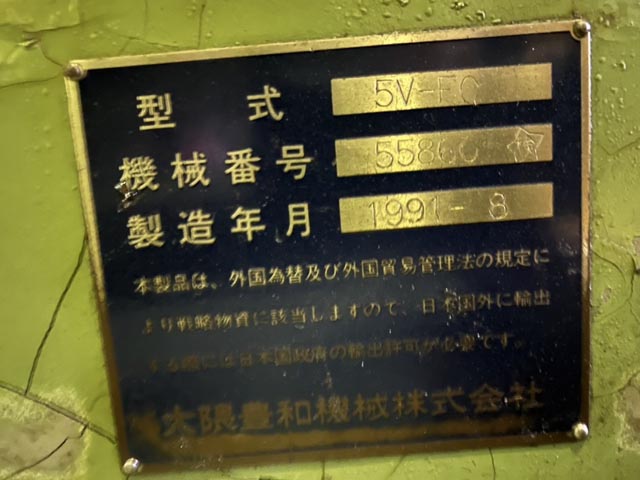 型式 5V-FC
機械番号 55860
製造年月 1991-8
本製品は、外国為替及び外国貿易管理法の規定に
より戦略物資に該当しますので、日本国外に輸出
する際には日本国政府の輸出許可が必要です。
大隈豊和機械株式会社